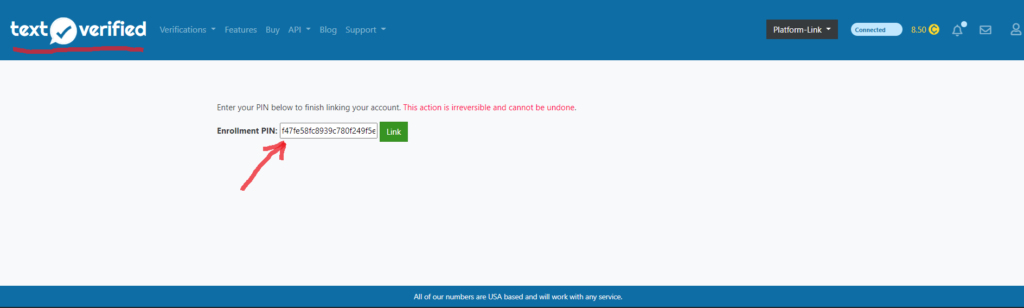 text verified
Verifications Features Buy API Blog Support Platform-Link Connected 8.50
Enter your PIN below to finish linking your account. This action is irreversible and cannot be undone.
Enrollment PIN: f47fe58fc8939c780f249f5e Link
All of our numbers are USA based and will work with any service.